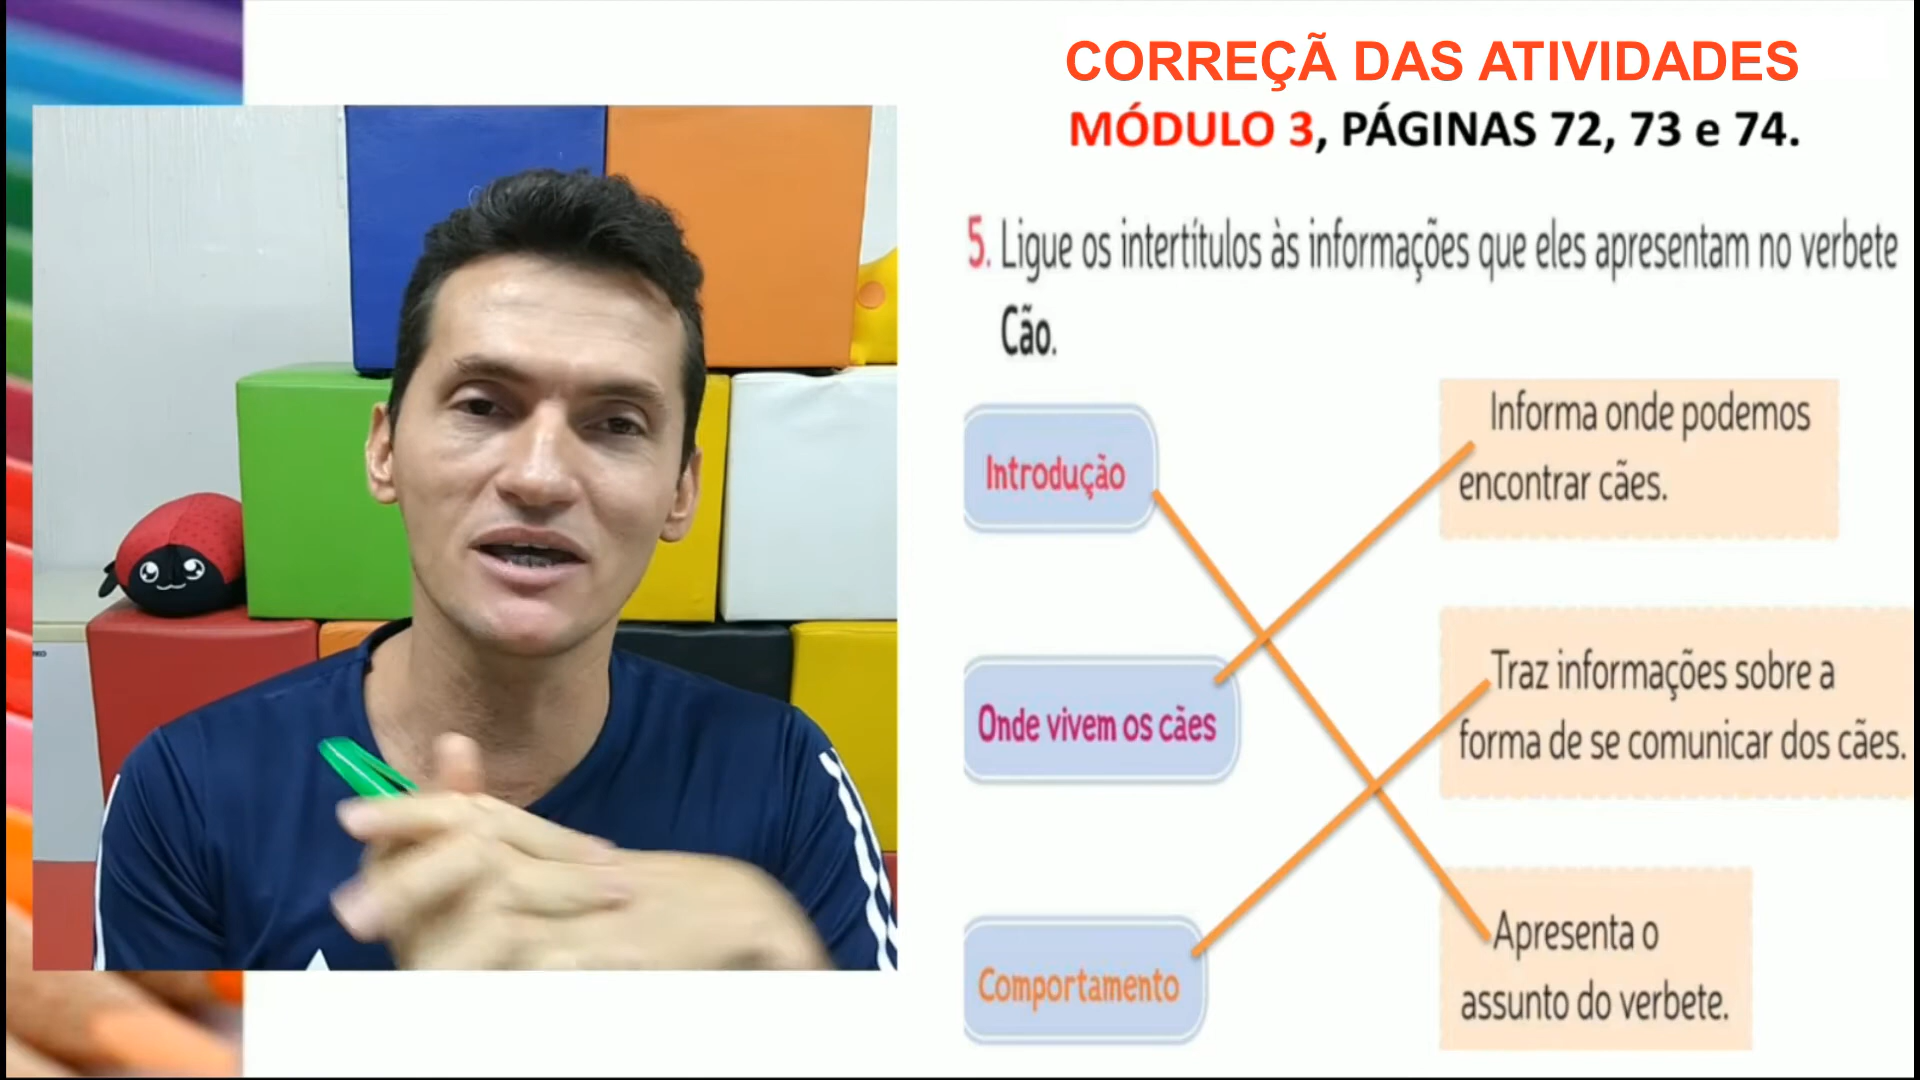 CORREÇÃ DAS ATIVIDADES
MÓDULO 3, PÁGINAS 72, 73 e 74.
5. Ligue os intertítulos às informações que eles apresentam no verbete
Cão.
Introdução
Informa onde podemos
encontrar cães.
Onde vivem os cães
Traz informações sobre a
forma de se comunicar dos cães.
Comportamento
Apresenta o
assunto do verbete.